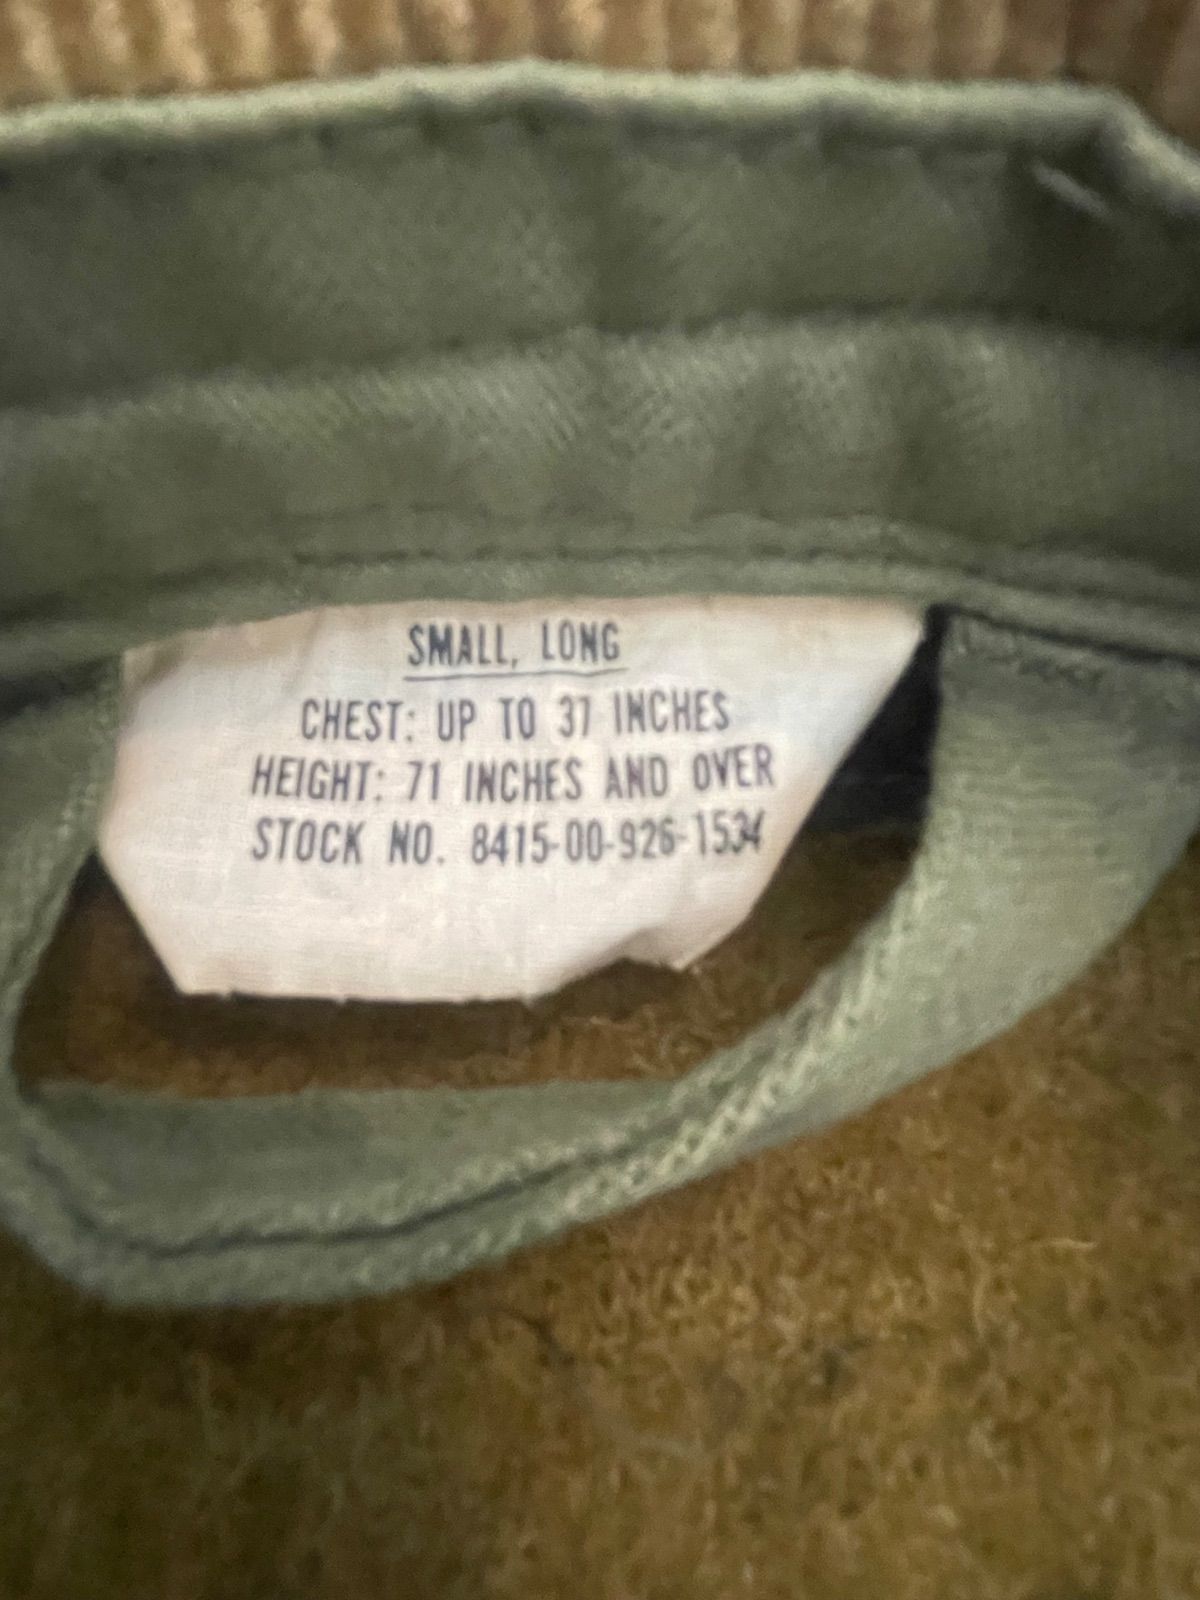 SMALL, LONG
CHEST: UP TO 37 INCHES
HEIGHT: 71 INCHES AND OVER
STOCK NO. 8415-00-926-1534